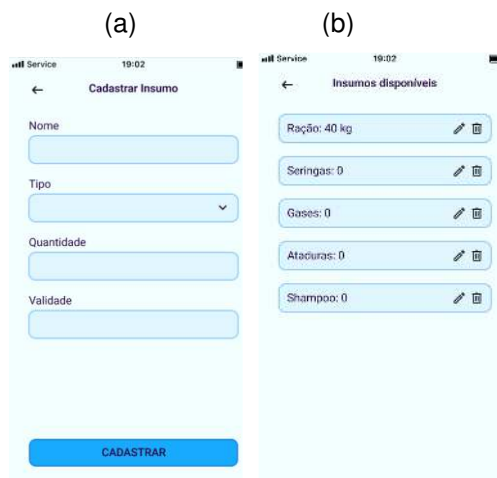 (a)
Service 19:02
Cadastrar Insumo
Nome
Tipo
Quantidade
Validade
CADASTRAR
(b)
Service 19:02
Insumos disponíveis
Ração: 40 kg
Seringas: 0
Gases: 0
Ataduras: 0
Shampoo: 0